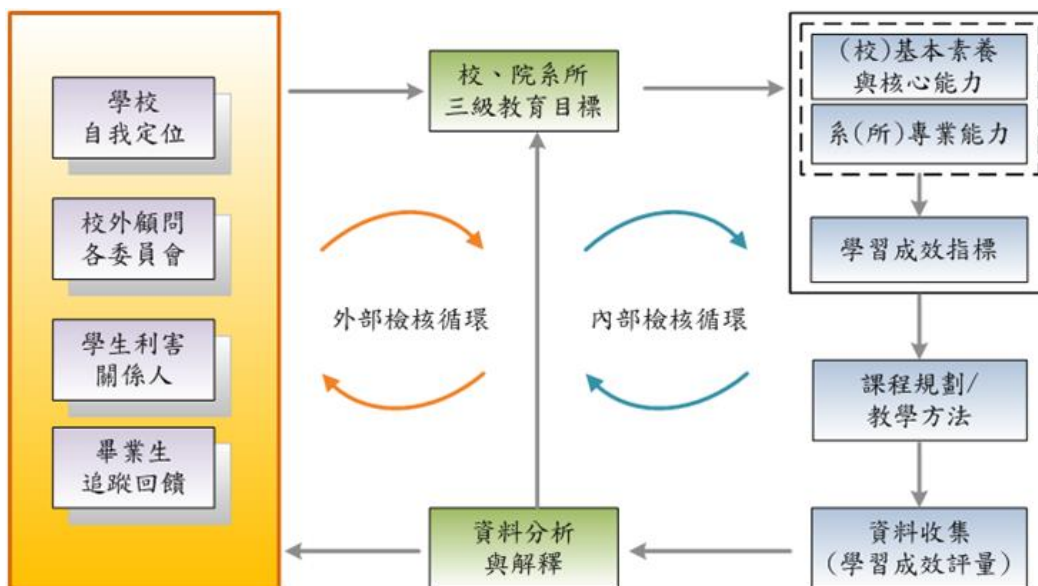 學校
自我定位
校外顧問
各委員會
學生利害
關係人
畢業生
追蹤回饋
校、院系所
三級教育目標
外部檢核循環
內部檢核循環
資料分析
與解釋
(校)基本素養
與核心能力
系(所)專業能力
學習成效指標
課程規劃/
教學方法
資料收集
(學習成效評量)